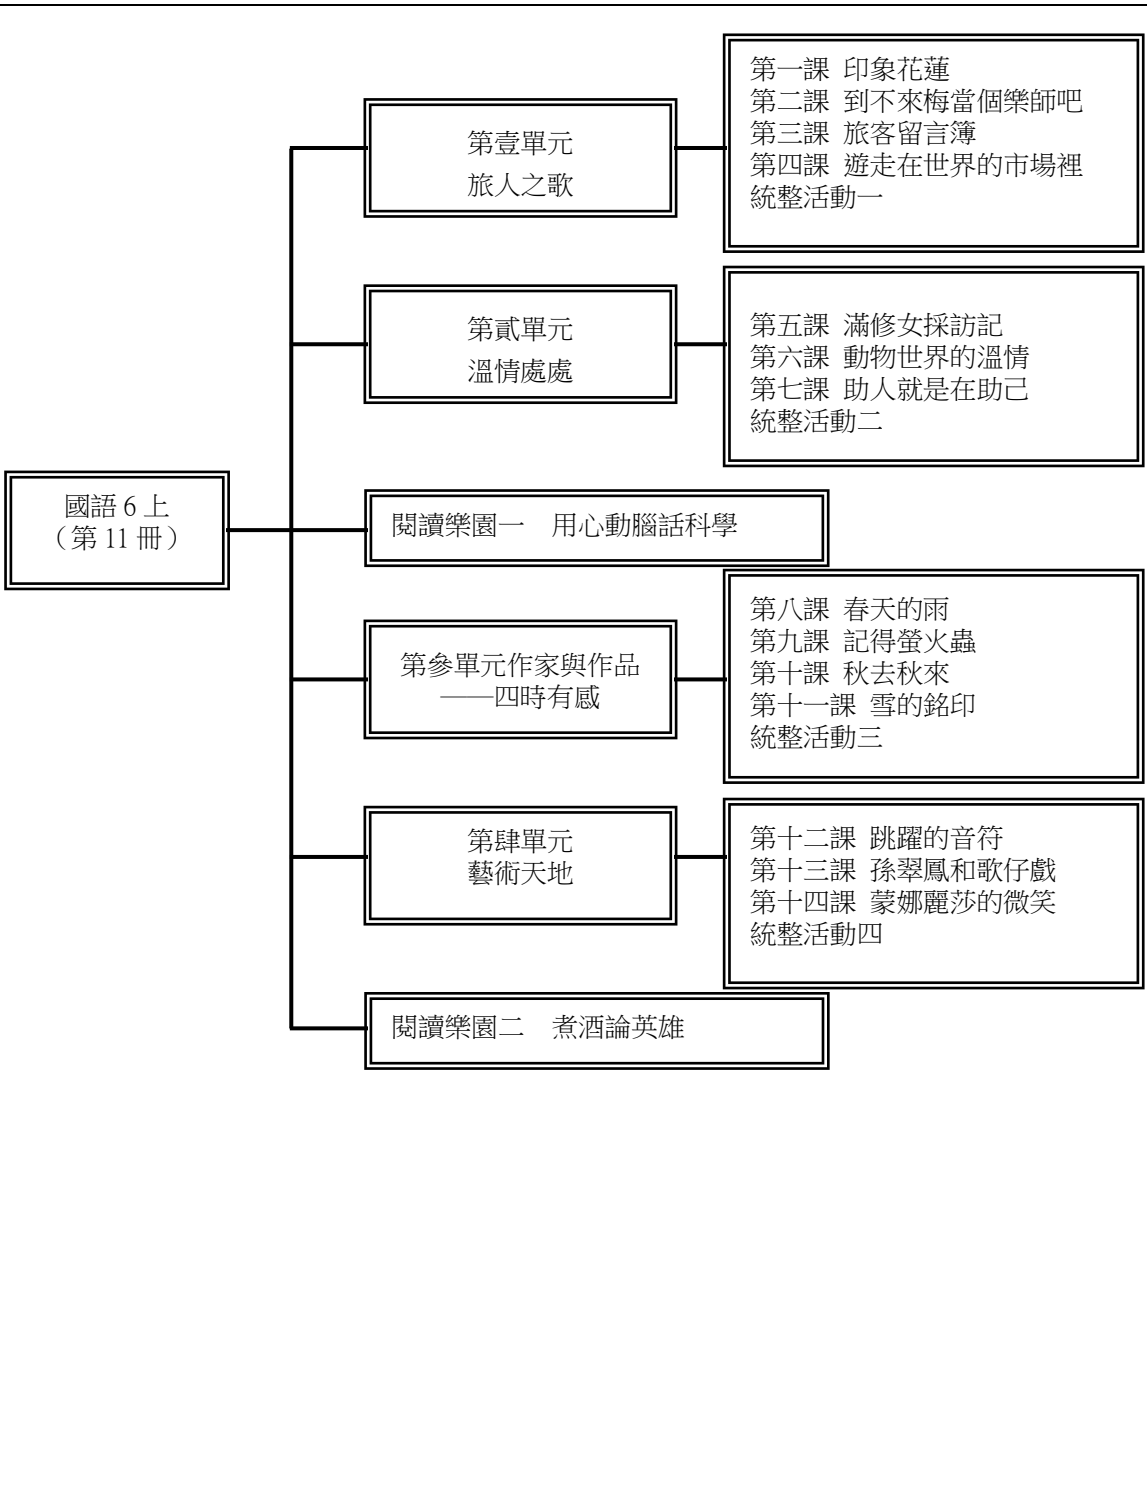 國語 6 上
（第 11 冊）
第壹單元
旅人之歌
第一課 印象花蓮
第二課 到不來梅當個樂師吧
第三課 旅客留言簿
第四課 遊走在世界的市場裡
統整活動一
第貳單元
溫情處處
第五課 滿修女採訪記
第六課 動物世界的溫情
第七課 助人就是在助己
統整活動二
閱讀樂園一　用心動腦話科學
第參單元作家與作品
——四時有感
第八課 春天的雨
第九課 記得螢火蟲
第十課 秋去秋來
第十一課 雪的銘印
統整活動三
第肆單元
藝術天地
第十二課 跳躍的音符
第十三課 孫翠鳳和歌仔戲
第十四課 蒙娜麗莎的微笑
統整活動四
閱讀樂園二　煮酒論英雄